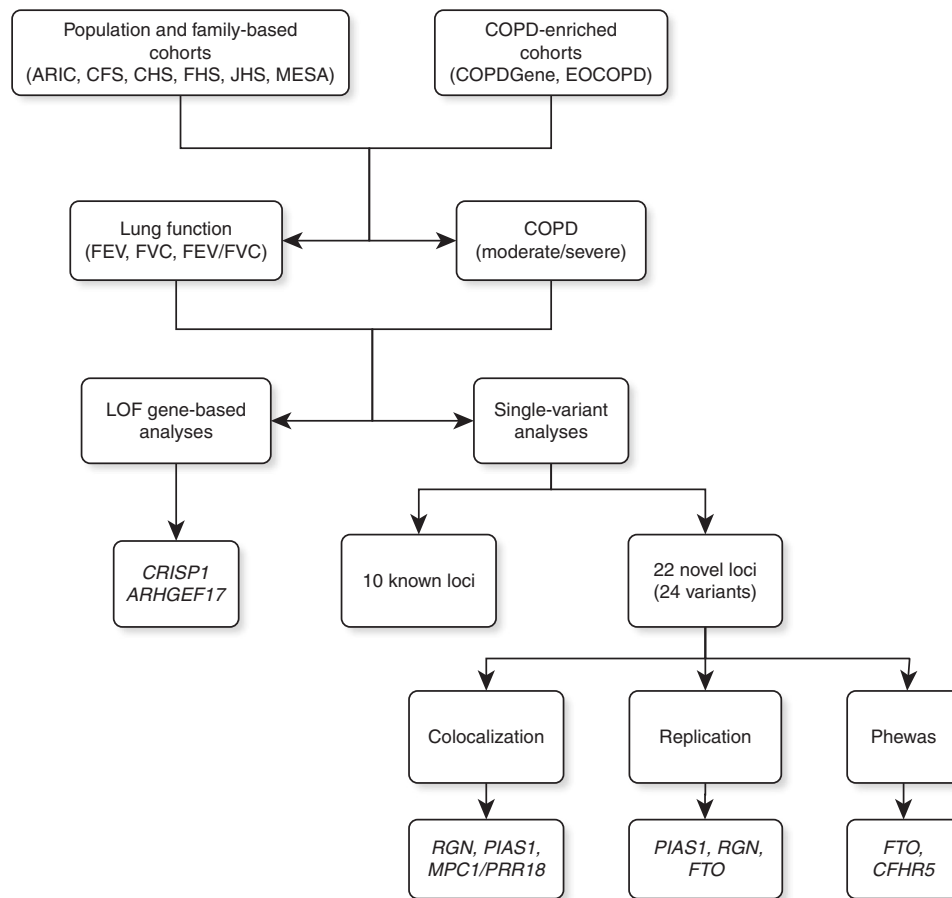 Population and family-based
cohorts
(ARIC, CFS, CHS, FHS, JHS, MESA)
COPD-enriched
cohorts
(COPDGene, EOCOPD)
Lung function
(FEV, FVC, FEV/FVC)
COPD
(moderate/severe)
LOF gene-based
analyses
Single-variant
analyses
CRISP1
ARHGEF17
10 known loci
22 novel loci
(24 variants)
Colocalization
Replication
Phewas
RGN, PIAS1,
MPC1/PRR18
PIAS1, RGN,
FTO
FTO,
CFHR5